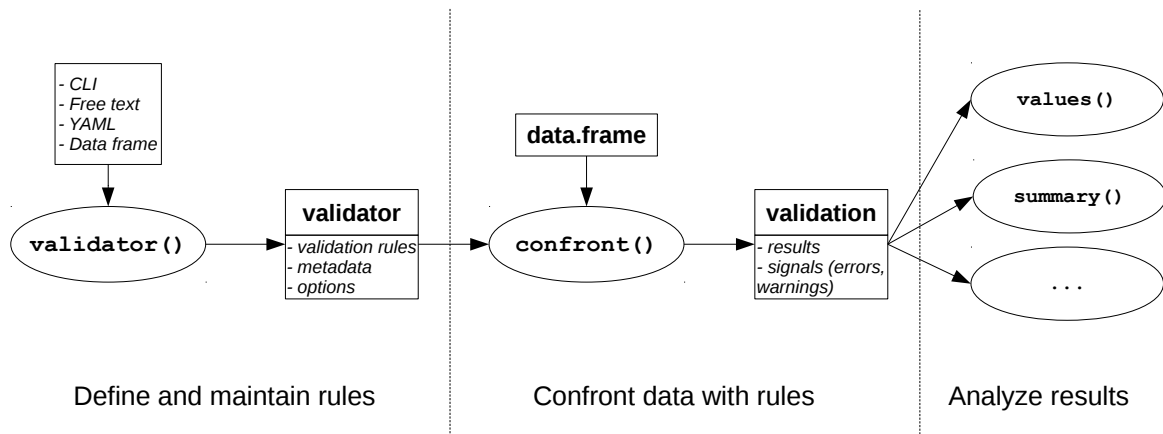 - CLI
- Free text
- YAML
- Data frame
validator()
validator
- validation rules
- metadata
- options
data.frame
confront()
validation
- results
- signals (errors,
warnings)
values()
summary()
...
Define and maintain rules
Confront data with rules
Analyze results